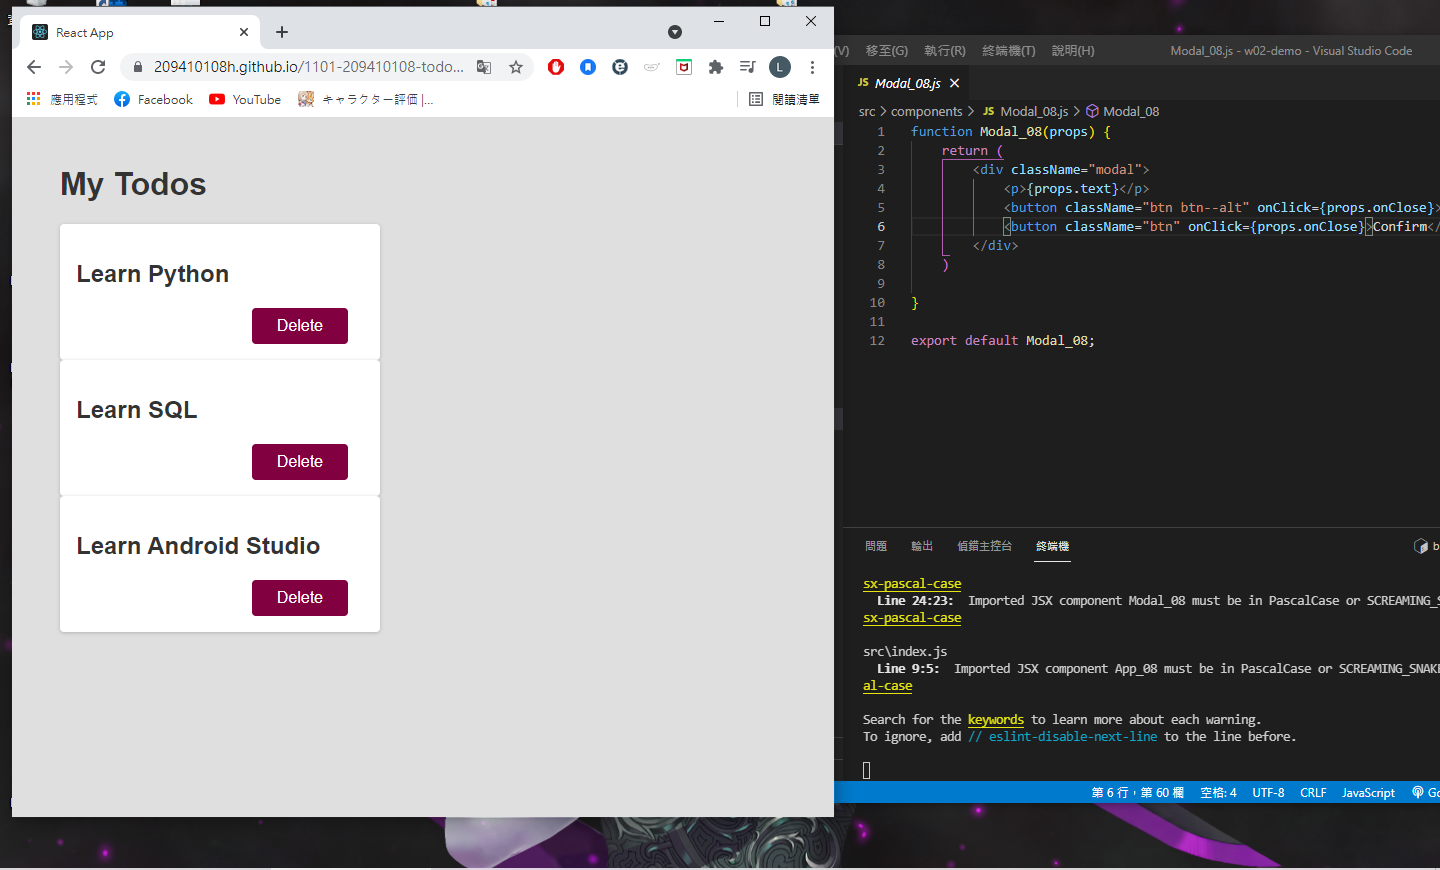 React App
209410108h.github.io/1101-209410108-todo...
應用程式
Facebook
YouTube
キャラクター評価 |...
閱讀清單
My Todos
Learn Python
Delete
Learn SQL
Delete
Learn Android Studio
Delete
(V) 移至(G) 執行(R) 終端機(T) 說明(H) Modal_08.js - w02-demo - Visual Studio Code
JS Modal_08.js
src > components > JS Modal_08.js > Modal_08
1 function Modal_08(props) {
2 return (
3 <div className="modal">
4 <p>{props.text}</p>
5 <button className="btn btn--alt" onClick={props.onClose}>
6 <button className="btn" onClick={props.onClose}>Confirm</
7 </div>
8 )
9
10 }
11
12 export default Modal_08;
問題 輸出 偵錯主控台 終端機 b
sx-pascal-case
Line 24:23: Imported JSX component Modal_08 must be in PascalCase or SCREAMING_S
sx-pascal-case
src\index.js
Line 9:5: Imported JSX component App_08 must be in PascalCase or SCREAMING_SNAKE
al-case
Search for the keywords to learn more about each warning.
To ignore, add // eslint-disable-next-line to the line before.
第 6 行，第 60 欄 空格: 4 UTF-8 CRLF JavaScript Go
L